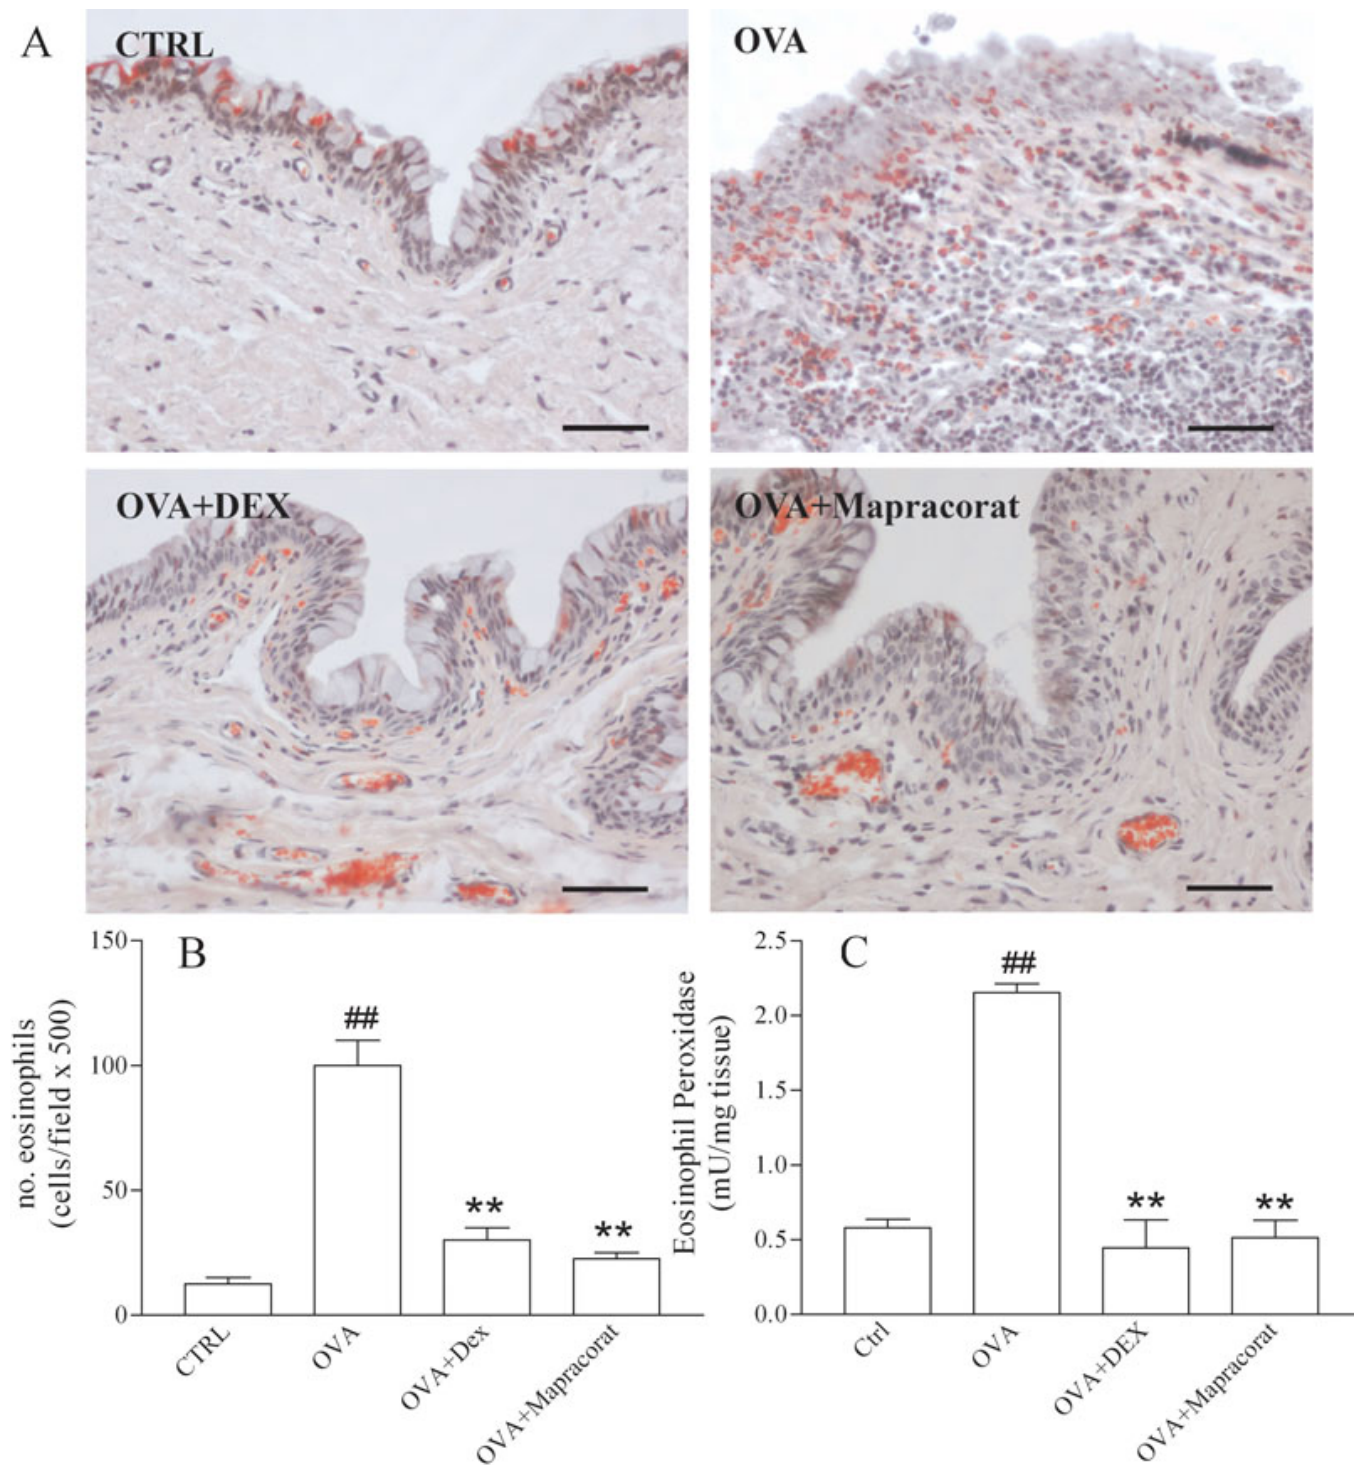 A
CTRL
OVA
OVA+DEX
OVA+Mapracorat
B
no. eosinophils
(cells/field x 500)
150
100
50
0
##
**
**
CTRL
OVA
OVA+Dex
OVA+Mapracorat
C
Eosinophil Peroxidase
(mU/mg tissue)
2.5
2.0
1.5
1.0
0.5
0.0
##
**
**
Ctrl
OVA
OVA+DEX
OVA+Mapracorat